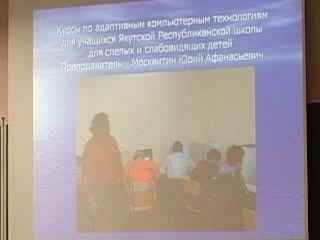 Курсы по адаптивным компьютерным технологиям
для учащихся Якутской Республиканской школы
для слепых и слабовидящих детей
Преподаватель – Москвитин Юрий Афанасьевич